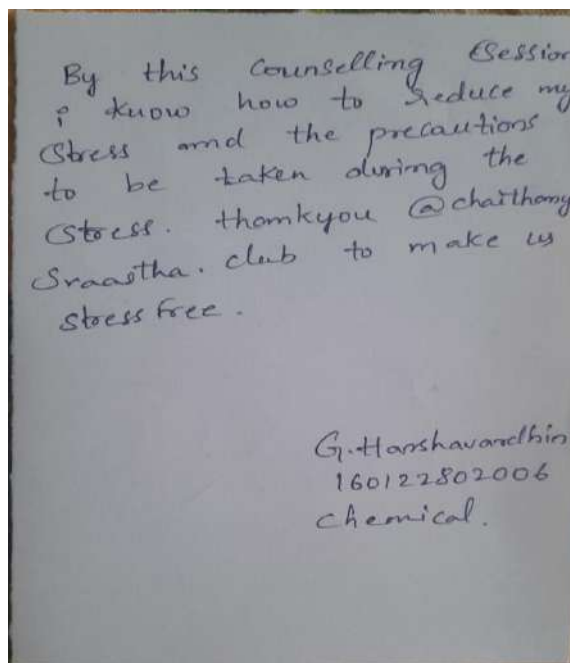 By this Counselling Session
i know how to reduce my
stress and the precautions
to be taken during the
stress. thankyou @chaithany
Sraastha. club to make us
stress free.
G. Harshavardhin
160122802006
chemical.